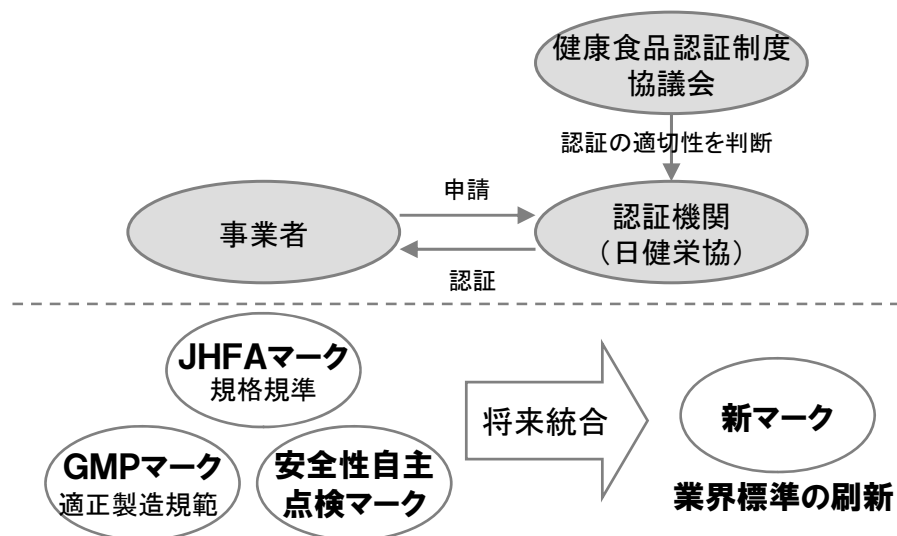 健康食品認証制度
協議会
認証の適切性を判断
申請
事業者
認証機関
（日健栄協）
認証
JHFAマーク
規格規準
GMPマーク
適正製造規範
安全性自主
点検マーク
将来統合
新マーク
業界標準の刷新